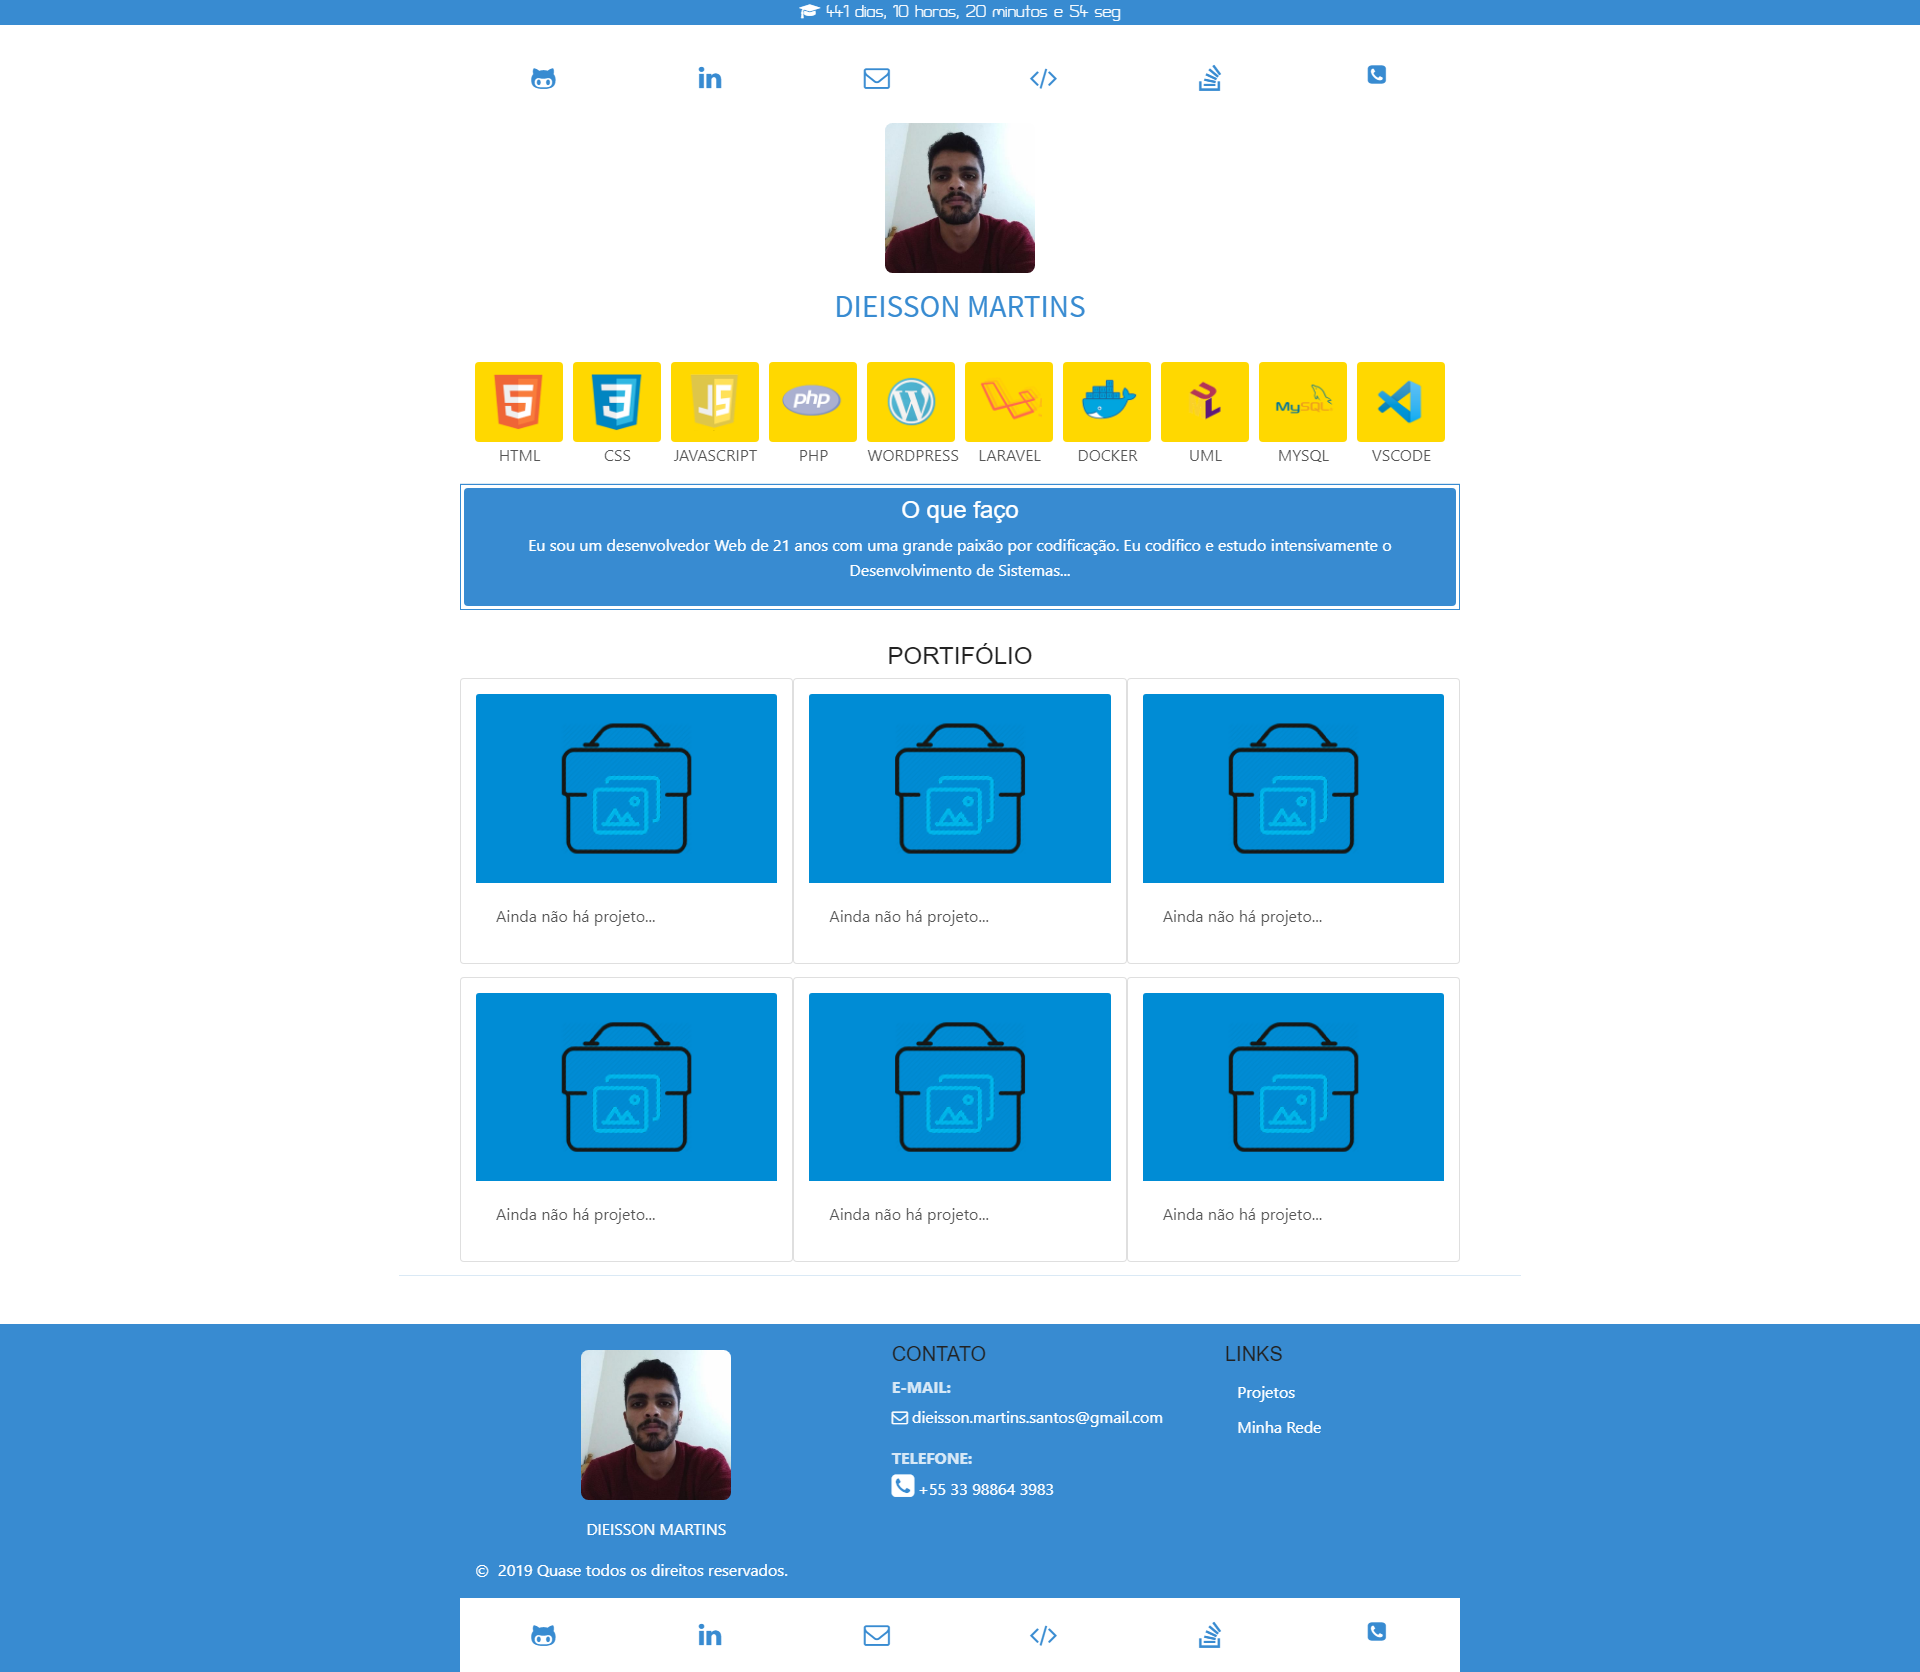 441 dias, 10 horas, 20 minutos e 54 seg
DIEISSON MARTINS
5 3 JS php W L MySQL
HTML CSS JAVASCRIPT PHP WORDPRESS LARAVEL DOCKER UML MYSQL VSCODE
O que faço
Eu sou um desenvolvedor Web de 21 anos com uma grande paixão por codificação. Eu codifico e estudo intensivamente o
Desenvolvimento de Sistemas...
PORTIFÓLIO
Ainda não há projeto... Ainda não há projeto... Ainda não há projeto...
Ainda não há projeto... Ainda não há projeto... Ainda não há projeto...
DIEISSON MARTINS
© 2019 Quase todos os direitos reservados.
CONTATO
E-MAIL:
dieisson.martins.santos@gmail.com
TELEFONE:
+55 33 98864 3983
LINKS
Projetos
Minha Rede